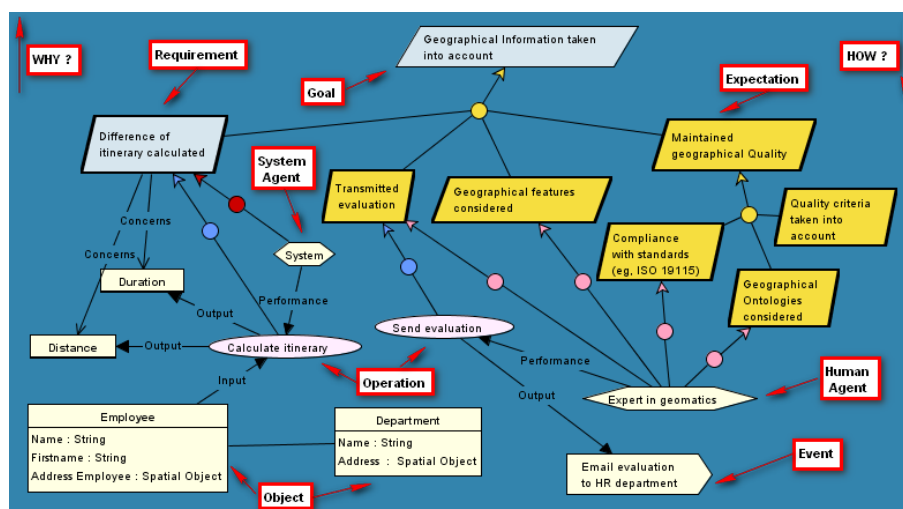 Geographical Information taken
into account
WHY ?
Requirement
HOW ?
Goal
Expectation
Difference of
itinerary calculated
Maintained
geographical Quality
System
Agent
Transmitted
evaluation
Geographical features
considered
Quality criteria
taken into
account
Concerns
Concerns
Compliance
with standards
(eg, ISO 19115)
System
Duration
Geographical
Ontologies
considered
Performance
Output
Send evaluation
Distance
Output
Calculate itinerary
Performance
Human
Agent
Input
Operation
Output
Expert in geomatics
Employee
Name : String
Firstname : String
Address Employee : Spatial Object
Department
Name : String
Address : Spatial Object
Event
Email evaluation
to HR department
Object